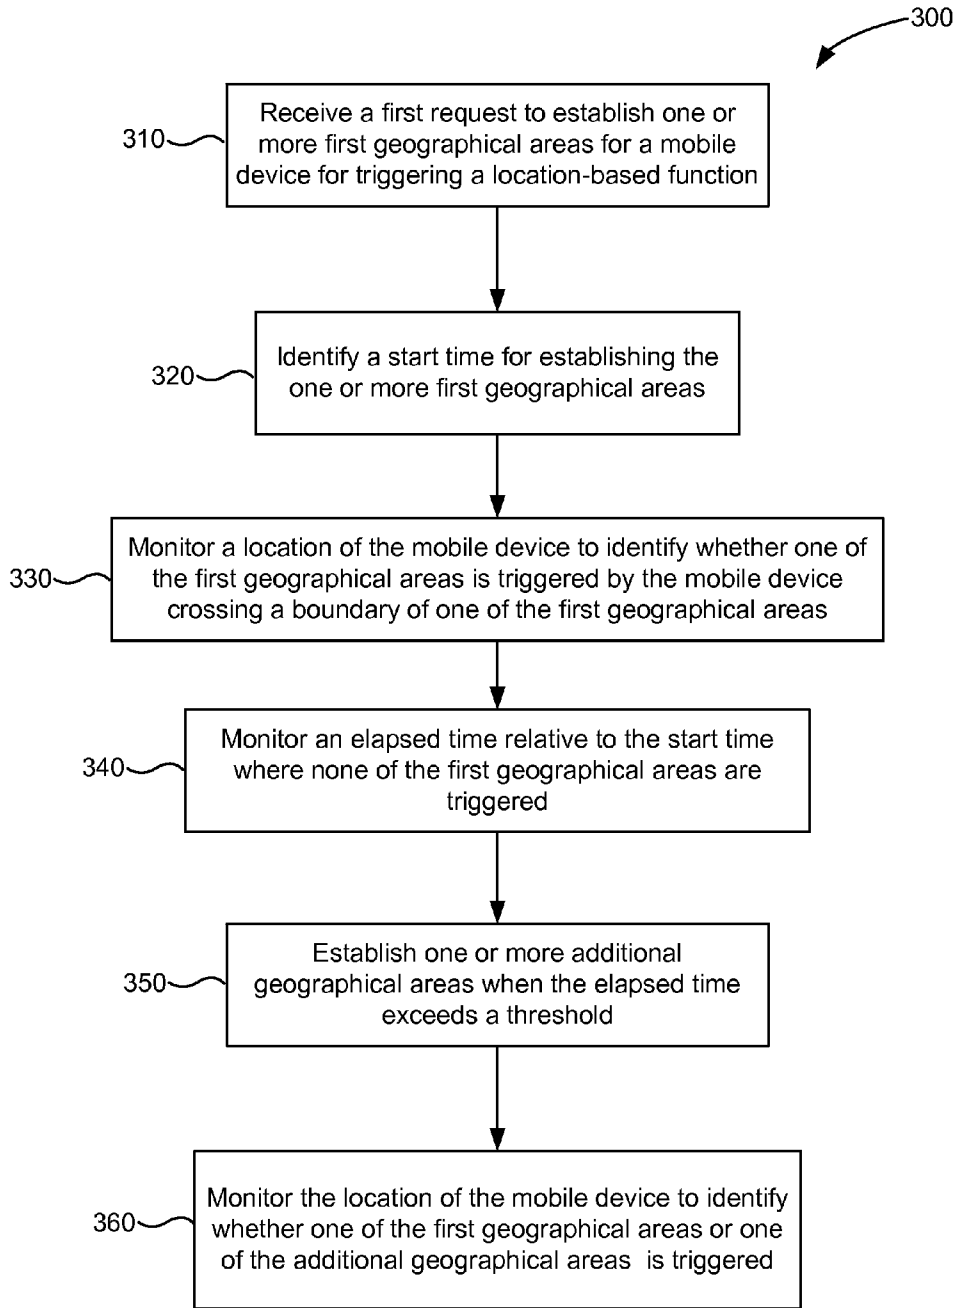 300
310
Receive a first request to establish one or
more first geographical areas for a mobile
device for triggering a location-based function
320
Identify a start time for establishing the
one or more first geographical areas
330
Monitor a location of the mobile device to identify whether one of
the first geographical areas is triggered by the mobile device
crossing a boundary of one of the first geographical areas
340
Monitor an elapsed time relative to the start time
where none of the first geographical areas are
triggered
350
Establish one or more additional
geographical areas when the elapsed time
exceeds a threshold
360
Monitor the location of the mobile device to identify
whether one of the first geographical areas or one
of the additional geographical areas  is triggered